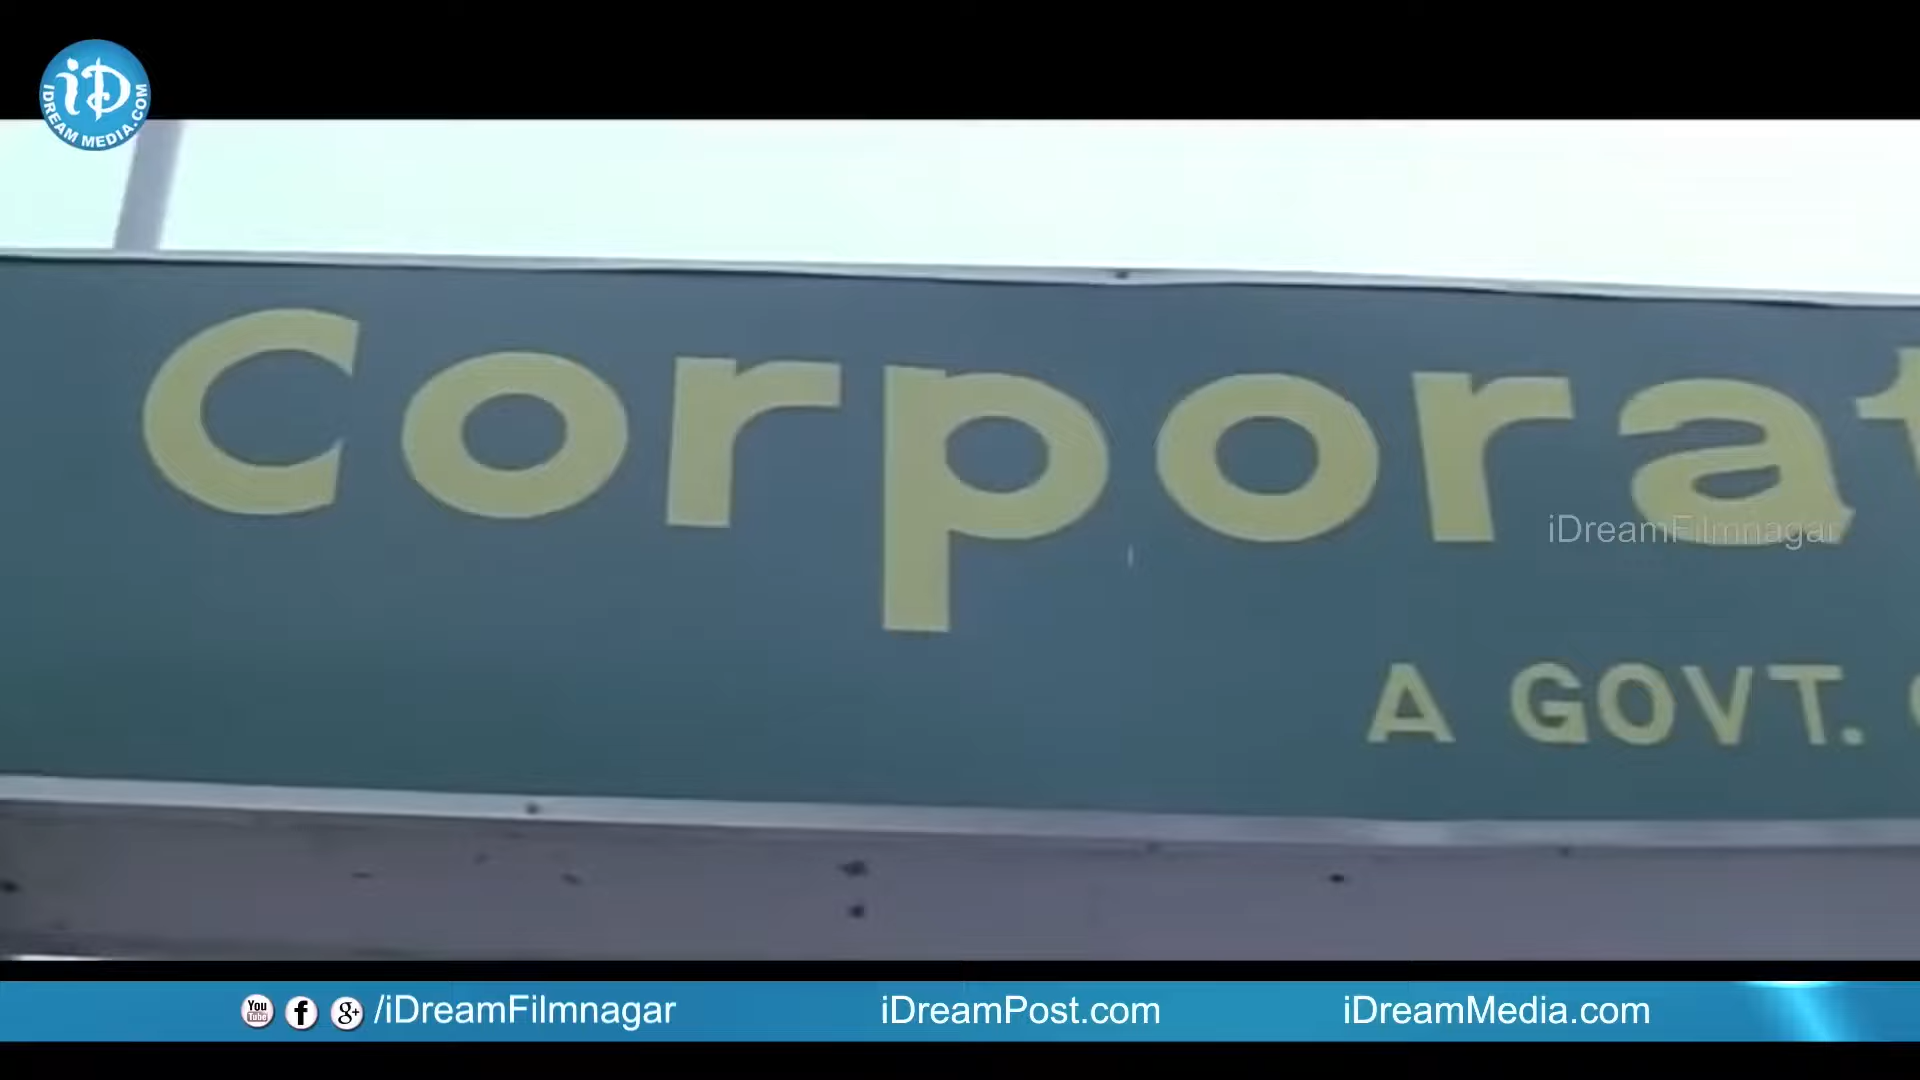 iD
IDREAM MEDIA.COM
Corporat
iDreamFilmnagar
A GOVT.
You Tube f g+ /iDreamFilmnagar iDreamPost.com iDreamMedia.com